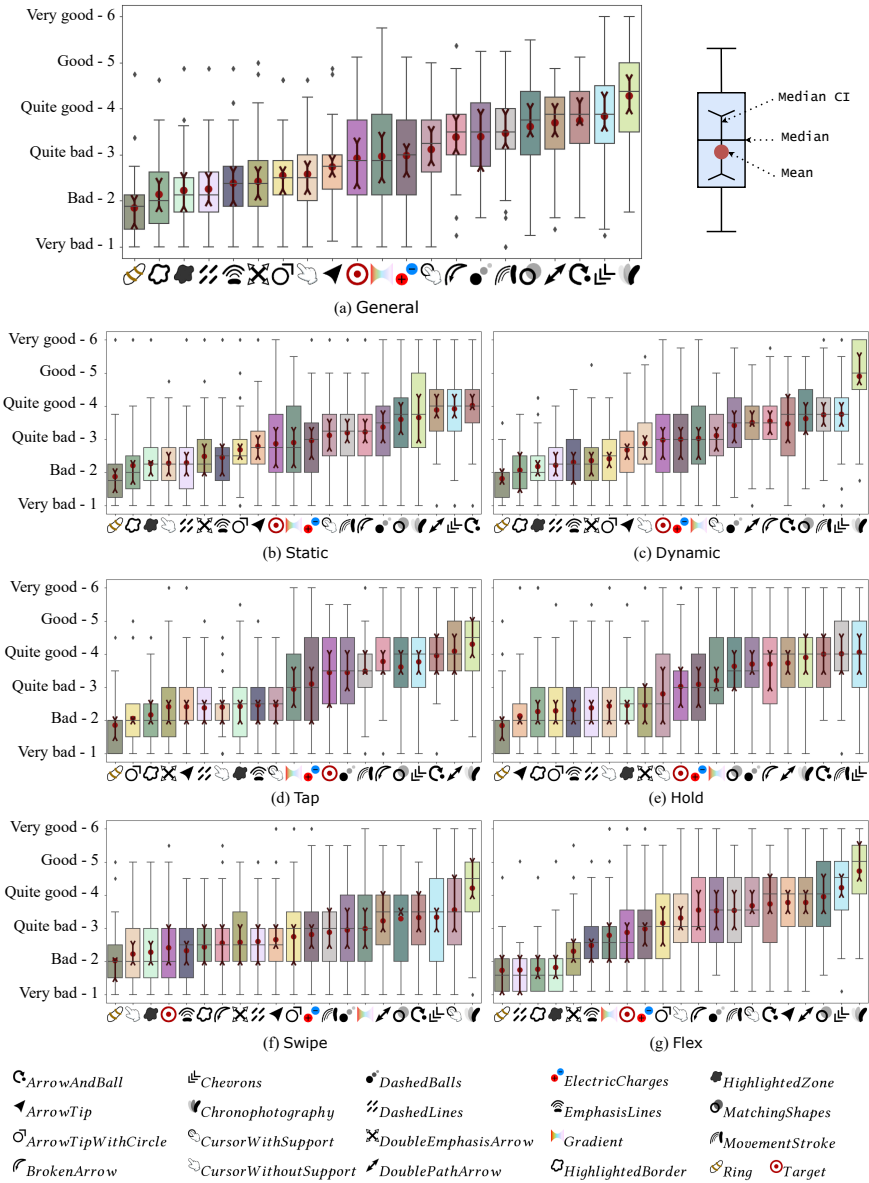 Very good - 6
Good - 5
Quite good - 4
Quite bad - 3
Bad - 2
Very bad - 1
(a) General
Median CI
Median
Mean
Very good - 6
Good - 5
Quite good - 4
Quite bad - 3
Bad - 2
Very bad - 1
(b) Static
(c) Dynamic
Very good - 6
Good - 5
Quite good - 4
Quite bad - 3
Bad - 2
Very bad - 1
(d) Tap
(e) Hold
Very good - 6
Good - 5
Quite good - 4
Quite bad - 3
Bad - 2
Very bad - 1
(f) Swipe
(g) Flex
ArrowAndBall Chevrons DashedBalls ElectricCharges HighlightedZone
ArrowTip Chronophotography DashedLines EmphasisLines MatchingShapes
ArrowTipWithCircle CursorWithSupport DoubleEmphasisArrow Gradient MovementStroke
BrokenArrow CursorWithoutSupport DoublePathArrow HighlightedBorder Ring Target